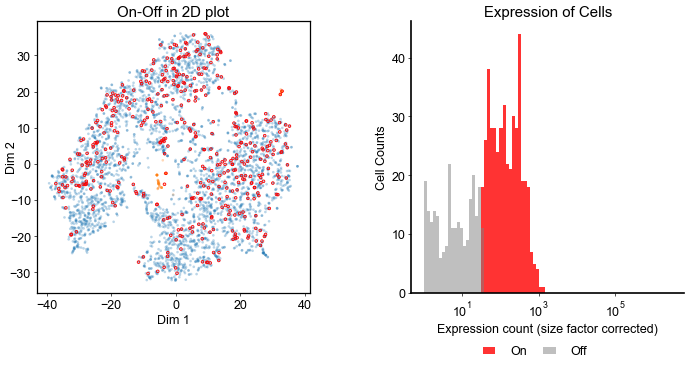 On-Off in 2D plot
Dim 2
30
20
10
0
−10
−20
−30
−40 −20 0 20 40
Dim 1
Expression of Cells
Cell Counts
40
30
20
10
0
10^1 10^3 10^5
Expression count (size factor corrected)
On Off